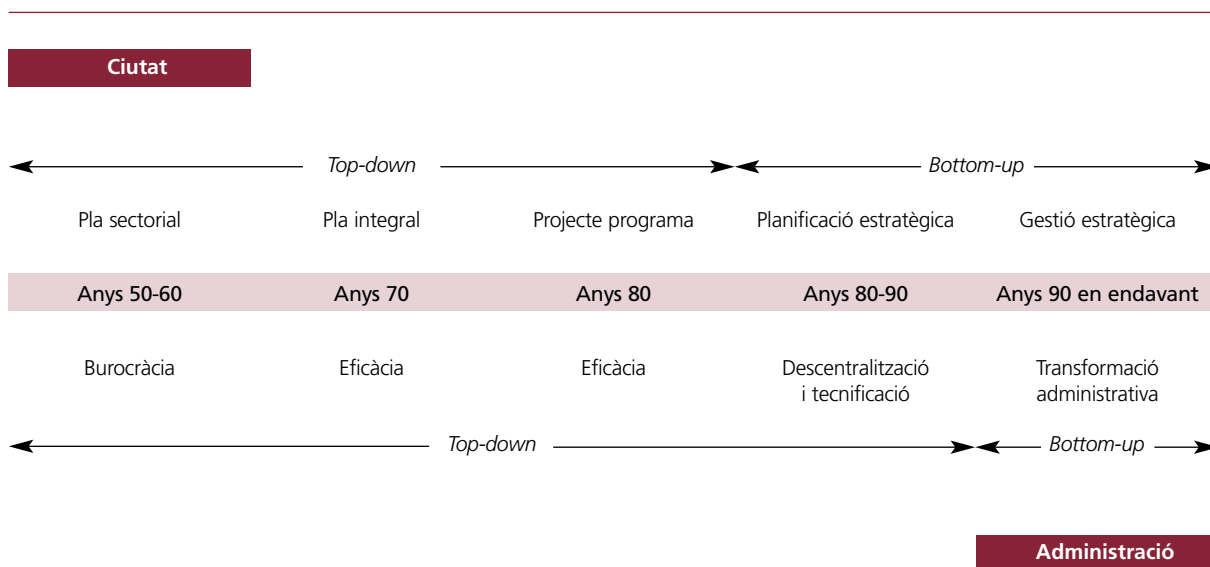 Ciutat
Top-down Bottom-up
Pla sectorial Pla integral Projecte programa Planificació estratègica Gestió estratègica
Anys 50-60 Anys 70 Anys 80 Anys 80-90 Anys 90 en endavant
Burocràcia Eficàcia Eficàcia Descentralització Transformació
i tecnificació administrativa
Top-down Bottom-up
Administració